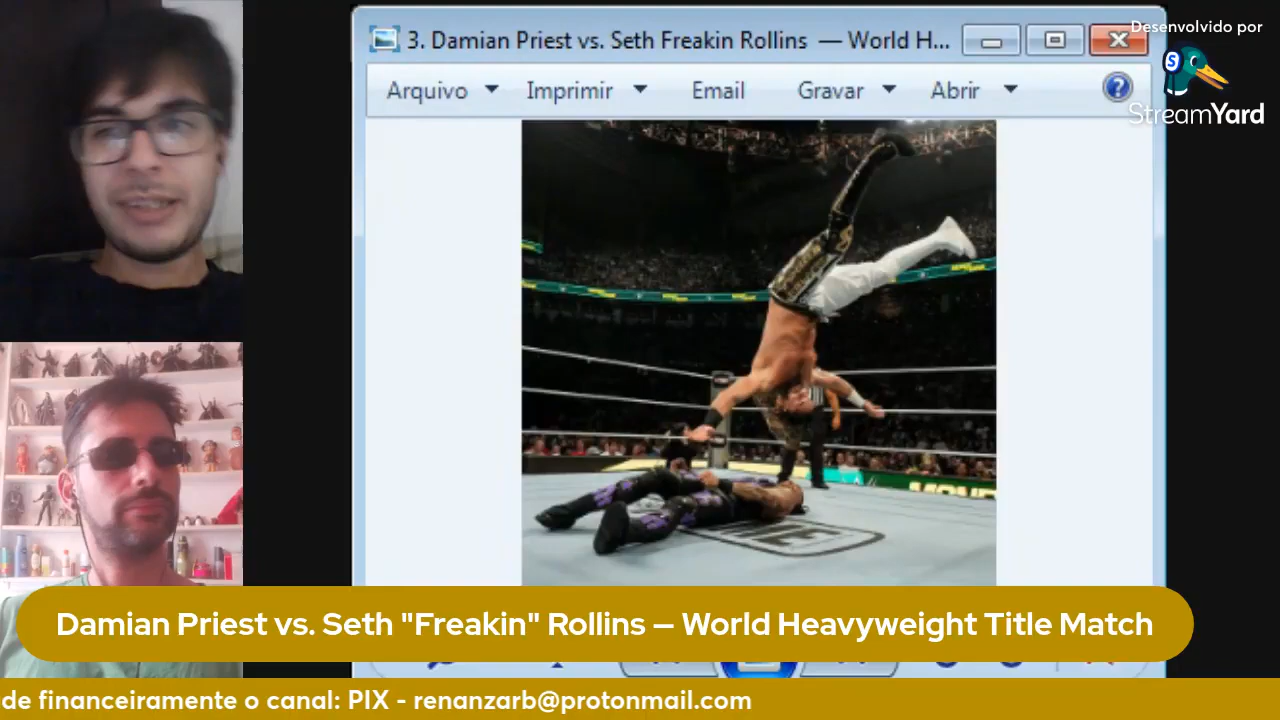 3. Damian Priest vs. Seth Freakin Rollins — World H...
Desenvolvido por
StreamYard
Arquivo Imprimir Email Gravar Abrir
Damian Priest vs. Seth "Freakin" Rollins — World Heavyweight Title Match
de financeiramente o canal: PIX - renanzarb@protonmail.com